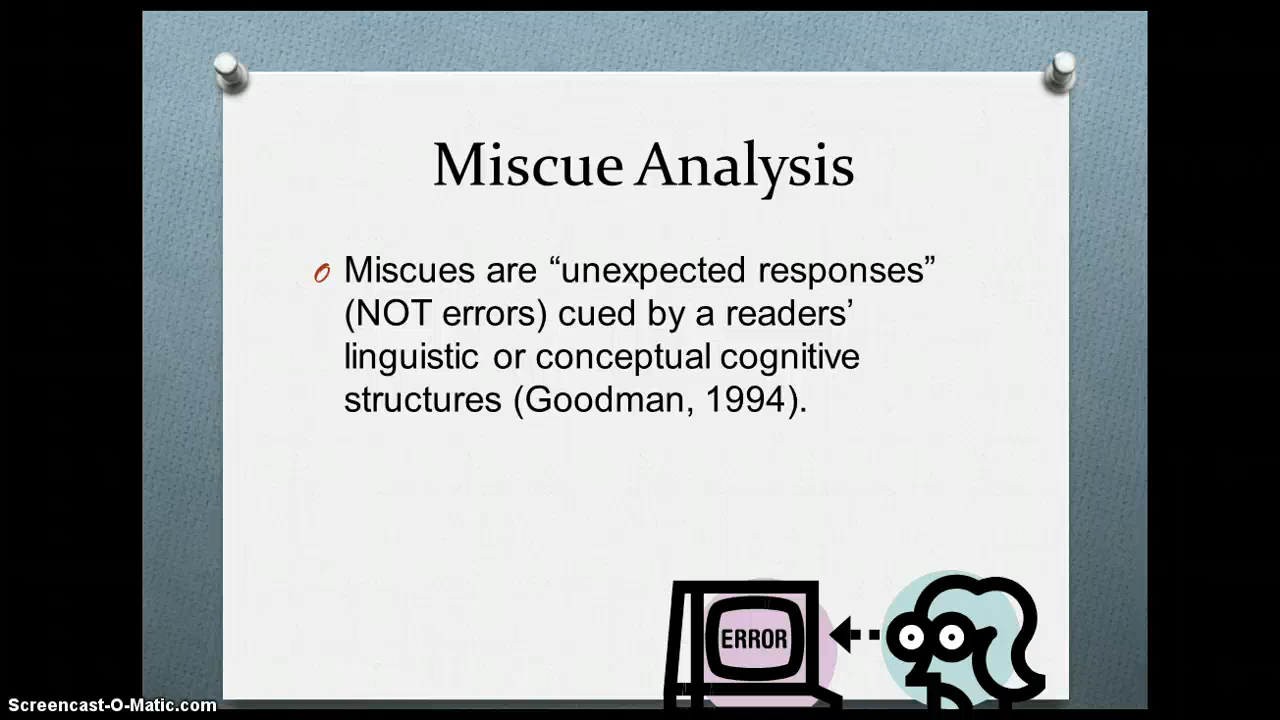 Miscue Analysis
Miscues are “unexpected responses”
(NOT errors) cued by a readers’
linguistic or conceptual cognitive
structures (Goodman, 1994).
ERROR
Screencast-O-Matic.com